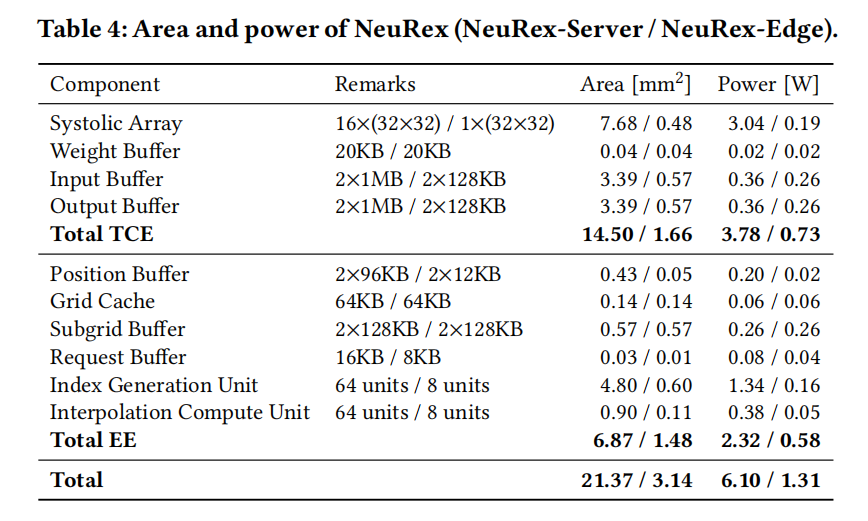 Table 4: Area and power of NeuRex (NeuRex-Server / NeuRex-Edge).
Component Remarks Area [mm²] Power [W]
Systolic Array 16×(32×32) / 1×(32×32) 7.68 / 0.48 3.04 / 0.19
Weight Buffer 20KB / 20KB 0.04 / 0.04 0.02 / 0.02
Input Buffer 2×1MB / 2×128KB 3.39 / 0.57 0.36 / 0.26
Output Buffer 2×1MB / 2×128KB 3.39 / 0.57 0.36 / 0.26
Total TCE 14.50 / 1.66 3.78 / 0.73
Position Buffer 2×96KB / 2×12KB 0.43 / 0.05 0.20 / 0.02
Grid Cache 64KB / 64KB 0.14 / 0.14 0.06 / 0.06
Subgrid Buffer 2×128KB / 2×128KB 0.57 / 0.57 0.26 / 0.26
Request Buffer 16KB / 8KB 0.03 / 0.01 0.08 / 0.04
Index Generation Unit 64 units / 8 units 4.80 / 0.60 1.34 / 0.16
Interpolation Compute Unit 64 units / 8 units 0.90 / 0.11 0.38 / 0.05
Total EE 6.87 / 1.48 2.32 / 0.58
Total 21.37 / 3.14 6.10 / 1.31